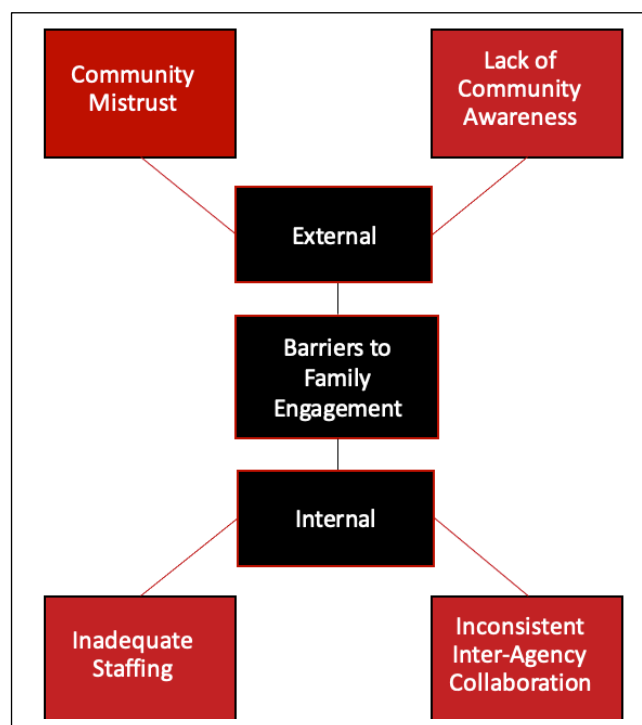 Community
Mistrust
Lack of
Community
Awareness
External
Barriers to
Family
Engagement
Internal
Inadequate
Staffing
Inconsistent
Inter-Agency
Collaboration